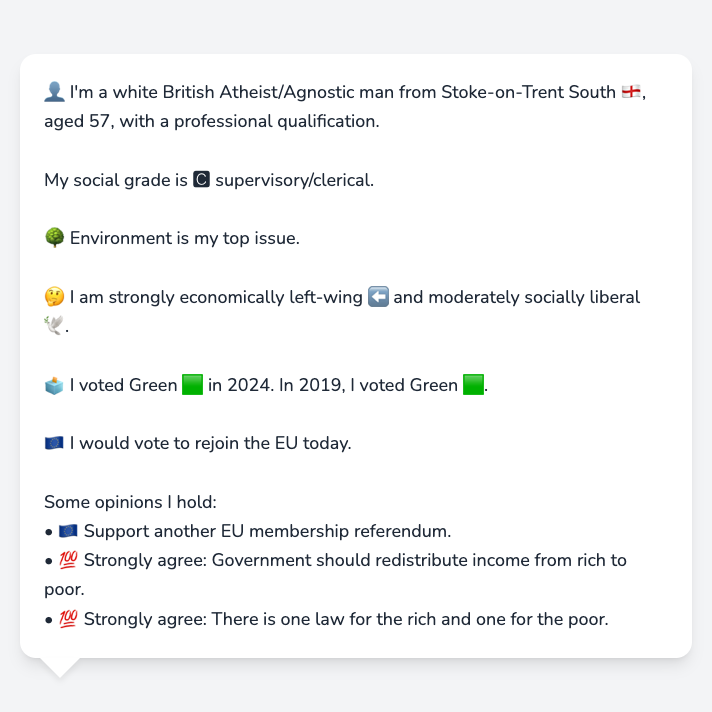 👤 I'm a white British Atheist/Agnostic man from Stoke-on-Trent South 🏴󠁧󠁢󠁥󠁮󠁧󠁿,
aged 57, with a professional qualification.
My social grade is 🅲 supervisory/clerical.
🌳 Environment is my top issue.
🤔 I am strongly economically left-wing ⬅️ and moderately socially liberal
🕊️.
🗳️ I voted Green 🟩 in 2024. In 2019, I voted Green 🟩.
🇪🇺 I would vote to rejoin the EU today.
Some opinions I hold:
• 🇪🇺 Support another EU membership referendum.
• 💯 Strongly agree: Government should redistribute income from rich to
poor.
• 💯 Strongly agree: There is one law for the rich and one for the poor.